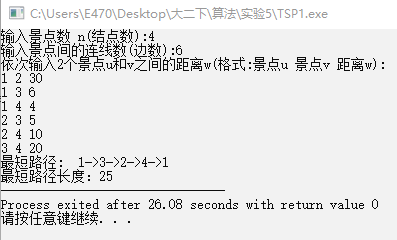 C:\Users\E470\Desktop\大二下\算法\实验5\TSP1.exe
输入景点数 n(结点数):4
输入景点间的连线数(边数):6
依次输入2个景点u和v之间的距离w(格式:景点u 景点v 距离w):
1 2 30
1 3 6
1 4 4
2 3 5
2 4 10
3 4 20
最短路径: 1->3->2->4->1
最短路径长度: 25
--------------------------------
Process exited after 26.08 seconds with return value 0
请按任意键继续. . .